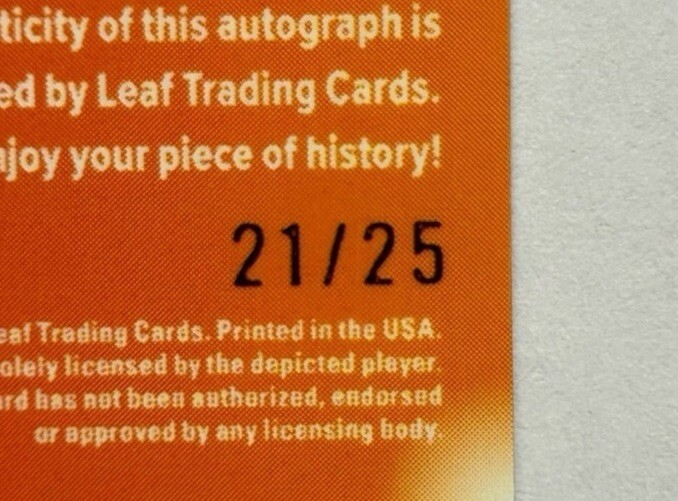 ticity of this autograph is
ed by Leaf Trading Cards.
njoy your piece of history!
21/25
eaf Trading Cards. Printed in the USA.
olely licensed by the depicted player.
rd has not been authorized, endorsed
or approved by any licensing body.